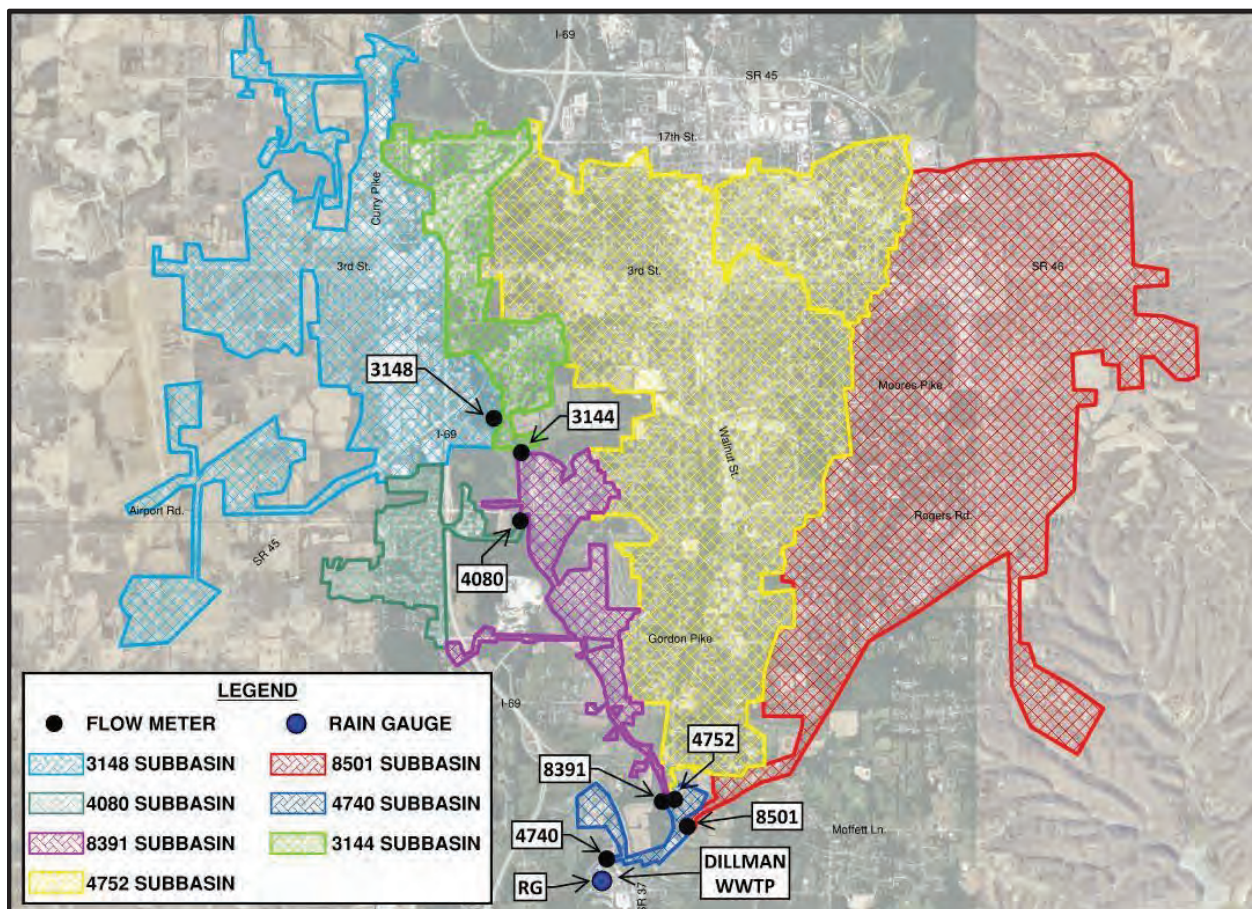 I-69
SR 45
17th St.
Curry Pike
3rd St.
3rd St.
SR 46
3148
Moores Pike
3144
I-69
Walnut St.
Airport Rd.
Rogers Rd.
SR 45
4080
Gordon Pike
I-69
LEGEND
FLOW METER
RAIN GAUGE
3148 SUBBASIN
8501 SUBBASIN
4080 SUBBASIN
4740 SUBBASIN
8391 SUBBASIN
3144 SUBBASIN
4752 SUBBASIN
4752
8391
8501
4740
Moffett Ln.
DILLMAN
WWTP
RG
SR 37